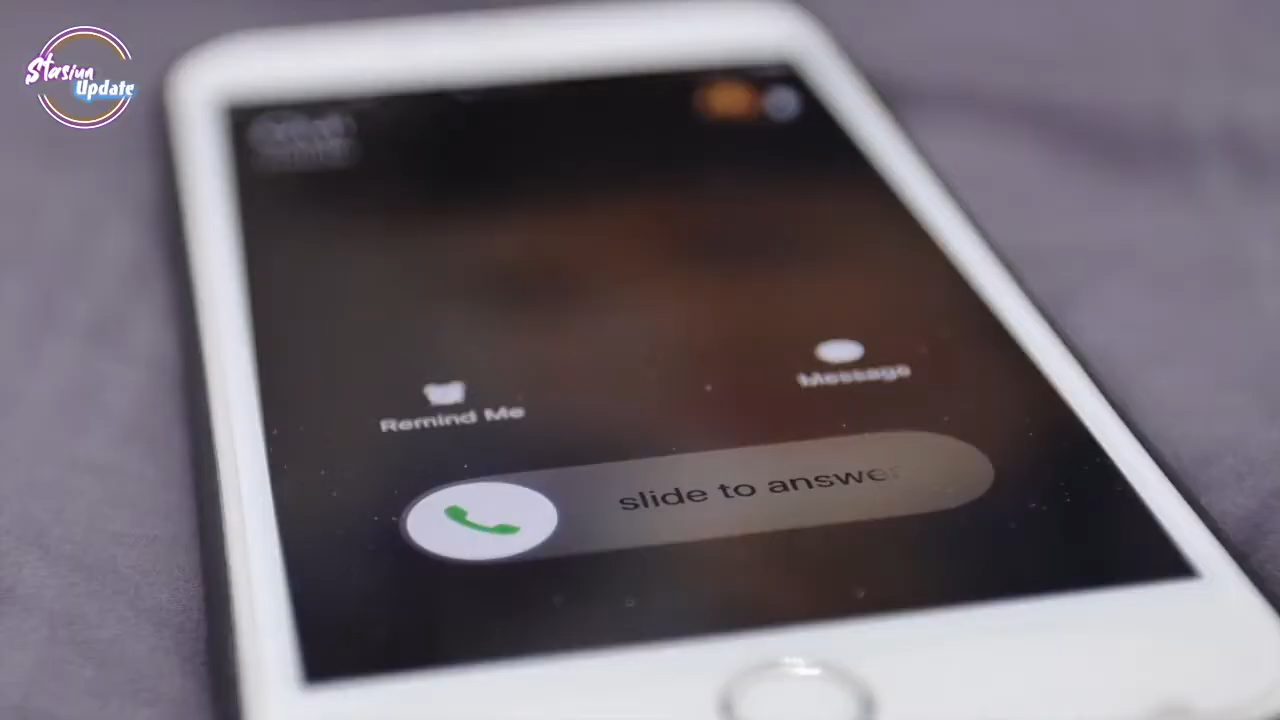 Stasiun
Update
Message
Remind Me
slide to answer